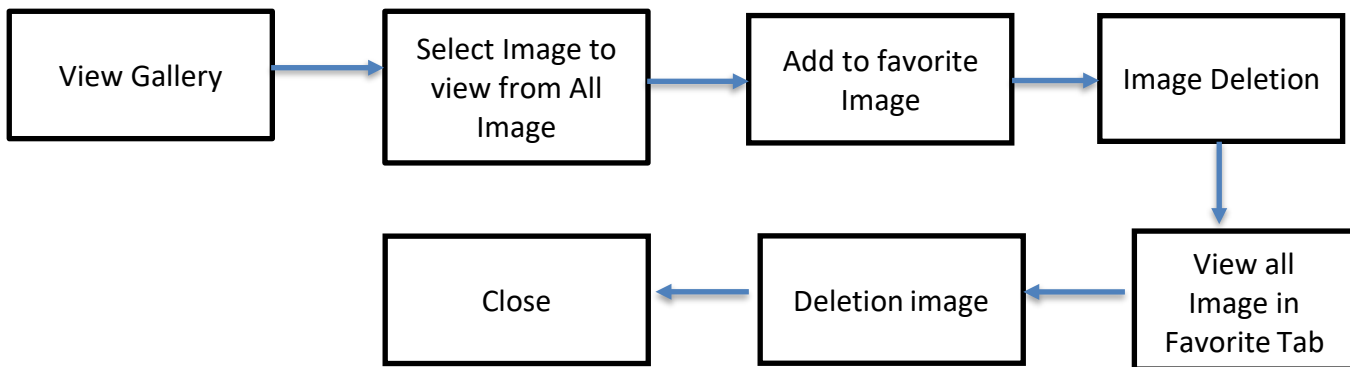 View Gallery
Select Image to
view from All
Image
Add to favorite
Image
Image Deletion
View all
Image in
Favorite Tab
Deletion image
Close